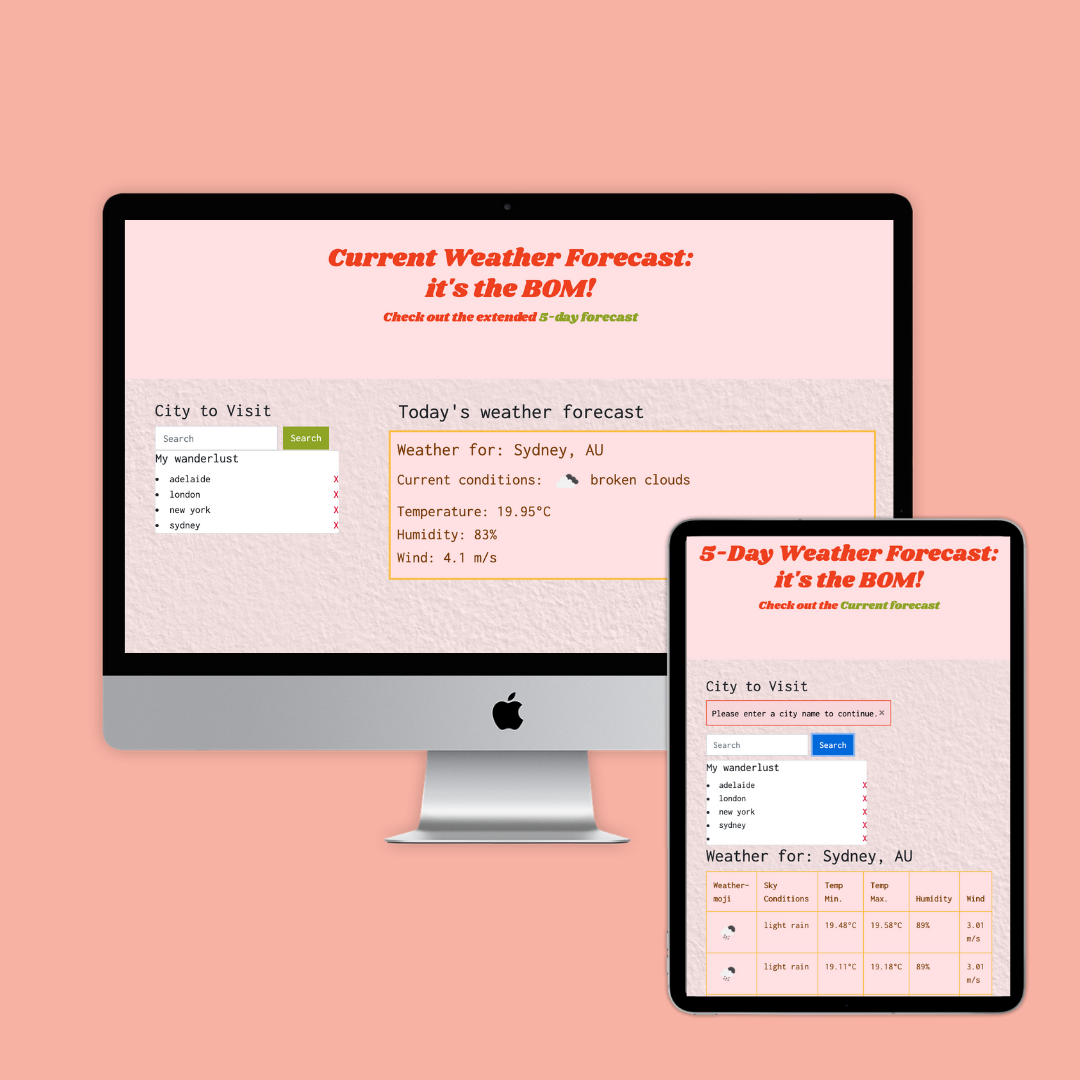 Current Weather Forecast:
it's the BOM!
Check out the extended 5-day forecast
City to Visit
Search Search
My wanderlust
adelaide X
london X
new york X
sydney X
Today's weather forecast
Weather for: Sydney, AU
Current conditions: broken clouds
Temperature: 19.95°C
Humidity: 83%
Wind: 4.1 m/s
5-Day Weather Forecast:
it's the BOM!
Check out the Current forecast
City to Visit
Please enter a city name to continue. ×
Search Search
My wanderlust
adelaide X
london X
new york X
sydney X
X
Weather for: Sydney, AU
Weather- Sky Temp Temp
moji Conditions Min. Max. Humidity Wind
light rain 19.48°C 19.58°C 89% 3.01
m/s
light rain 19.11°C 19.18°C 89% 3.01
m/s